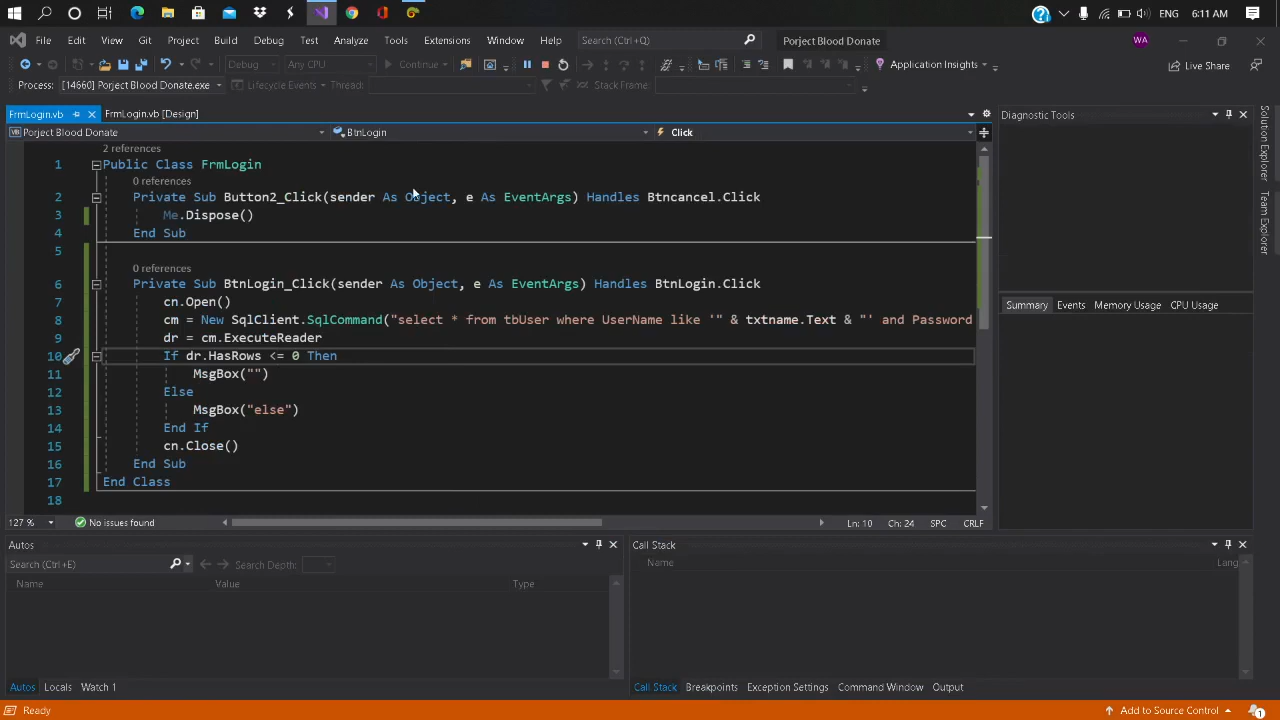 ENG 6:11 AM
File Edit View Git Project Build Debug Test Analyze Tools Extensions Window Help Search (Ctrl+Q) Porject Blood Donate WA
Debug Any CPU Continue Application Insights Live Share
Process: [14660] Porject Blood Donate.exe Lifecycle Events Thread: Stack Frame:
FrmLogin.vb FrmLogin.vb [Design] Diagnostic Tools
Porject Blood Donate BtnLogin Click
2 references
1 Public Class FrmLogin
0 references
2 Private Sub Button2_Click(sender As Object, e As EventArgs) Handles Btncancel.Click
3 Me.Dispose()
4 End Sub
5
0 references
6 Private Sub BtnLogin_Click(sender As Object, e As EventArgs) Handles BtnLogin.Click
7 cn.Open()
8 cm = New SqlClient.SqlCommand("select * from tbUser where UserName like '" & txtname.Text & "' and Password
9 dr = cm.ExecuteReader
10 If dr.HasRows <= 0 Then
11 MsgBox("")
12 Else
13 MsgBox("else")
14 End If
15 cn.Close()
16 End Sub
17 End Class
18
Summary Events Memory Usage CPU Usage
Solution Explorer
Team Explorer
127 % No issues found Ln: 10 Ch: 24 SPC CRLF
Autos
Search (Ctrl+E) Search Depth:
Name Value Type
Call Stack
Name Lang
Autos Locals Watch 1
Call Stack Breakpoints Exception Settings Command Window Output
Ready Add to Source Control 1